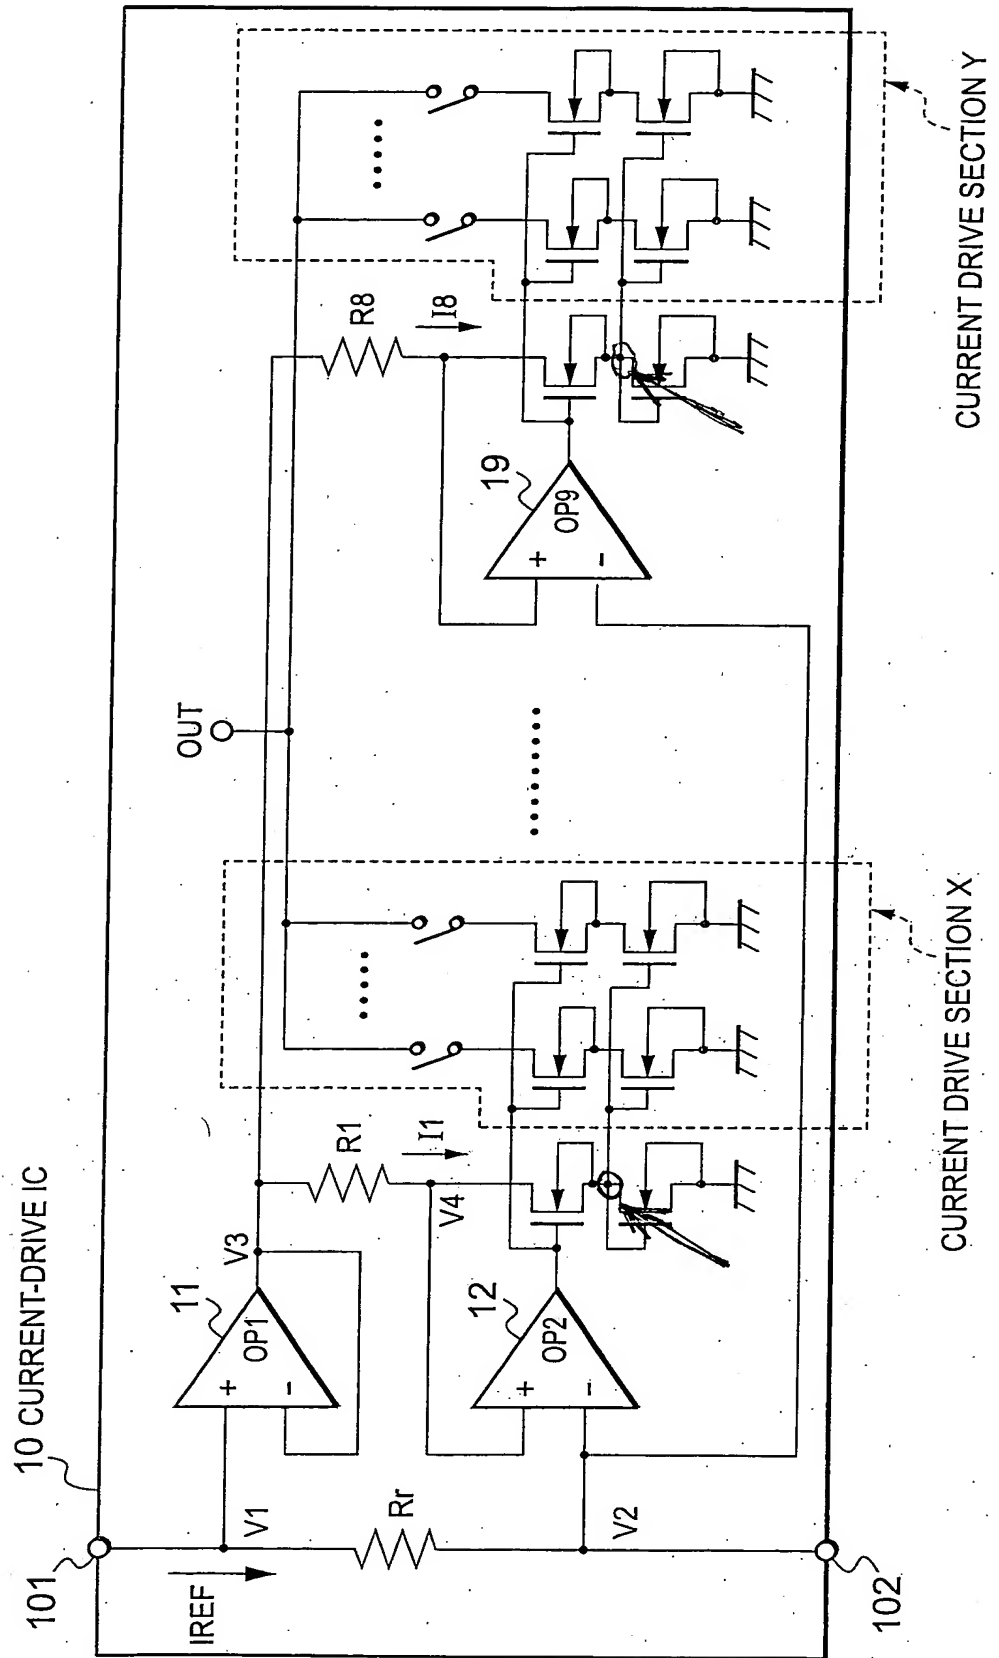 10 CURRENT-DRIVE IC
101
IREF
V1
Rr
V2
102
11
OP1
+
-
V3
R1
I1
V4
12
OP2
+
-
CURRENT DRIVE SECTION X
OUT
19
OP9
+
-
R8
I8
CURRENT DRIVE SECTION Y